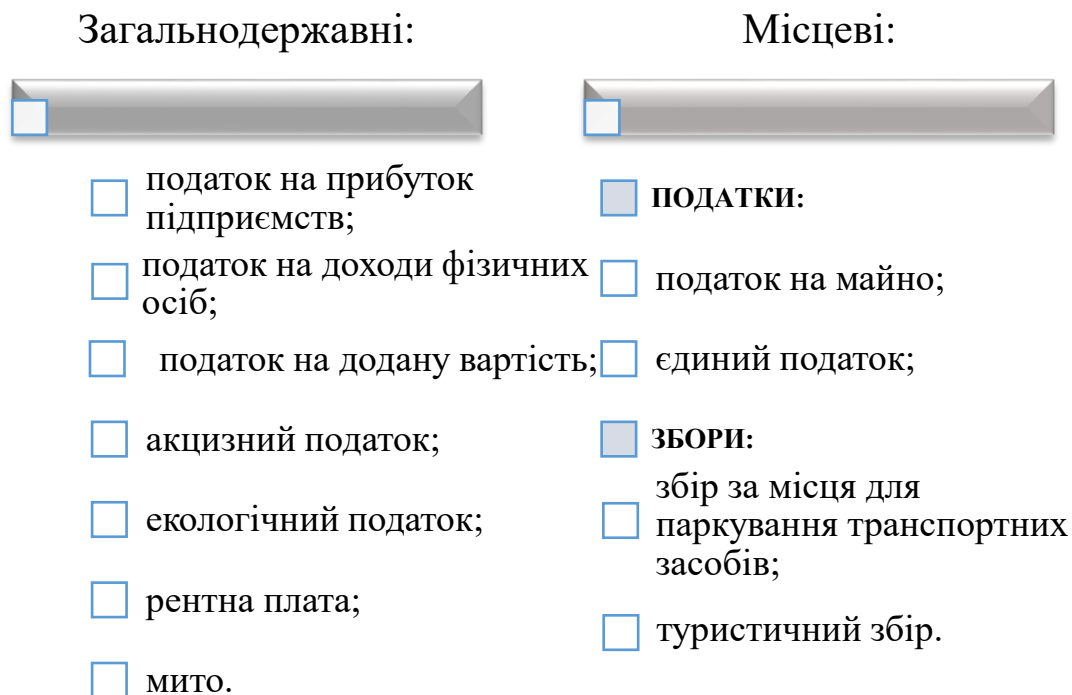 Загальнодержавні:
податок на прибуток
підприємств;
податок на доходи фізичних
осіб;
податок на додану вартість;
акцизний податок;
екологічний податок;
рентна плата;
мито.
Місцеві:
ПОДАТКИ:
податок на майно;
єдиний податок;
ЗБОРИ:
збір за місця для
паркування транспортних
засобів;
туристичний збір.